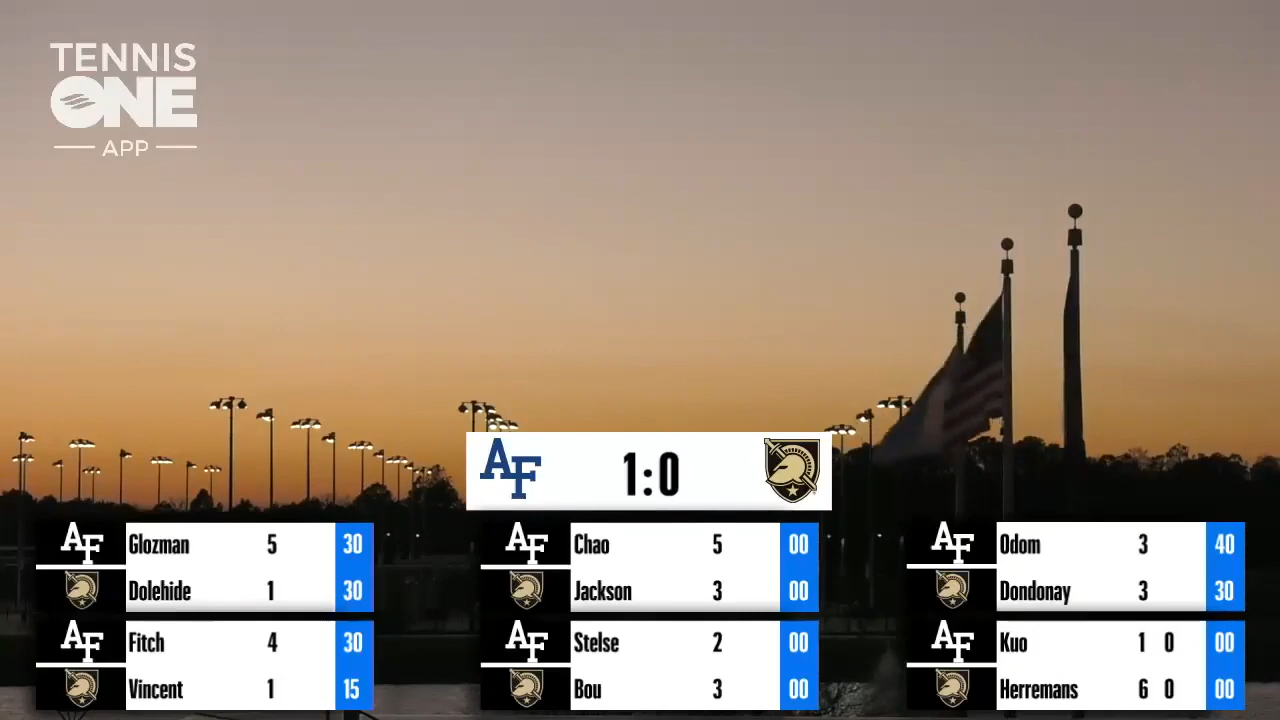 TENNIS
ONE
APP
AF 1:0
AF Glozman 5 30
Dolehide 1 30
AF Fitch 4 30
Vincent 1 15
AF Chao 5 00
Jackson 3 00
AF Stelse 2 00
Bou 3 00
AF Odom 3 40
Dondonay 3 30
AF Kuo 1 0 00
Herremans 6 0 00